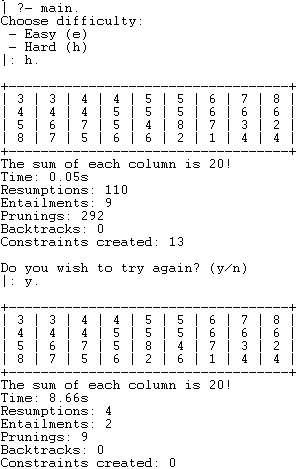 | ?- main.
Choose difficulty:
 - Easy (e)
 - Hard (h)
|: h.
+-----------------------------------+
| 3 | 3 | 4 | 4 | 5 | 5 | 6 | 7 | 8 |
| 4 | 4 | 4 | 5 | 5 | 5 | 6 | 6 | 6 |
| 5 | 6 | 7 | 5 | 4 | 8 | 7 | 3 | 2 |
| 8 | 7 | 5 | 6 | 6 | 2 | 1 | 4 | 4 |
+-----------------------------------+
The sum of each column is 20!
Time: 0.05s
Resumptions: 110
Entailments: 9
Prunings: 292
Backtracks: 0
Constraints created: 13
Do you wish to try again? (y/n)
|: y.
+-----------------------------------+
| 3 | 3 | 4 | 4 | 5 | 5 | 6 | 7 | 8 |
| 4 | 4 | 4 | 5 | 5 | 5 | 6 | 6 | 6 |
| 5 | 6 | 7 | 5 | 8 | 4 | 7 | 3 | 2 |
| 8 | 7 | 5 | 6 | 2 | 6 | 1 | 4 | 4 |
+-----------------------------------+
The sum of each column is 20!
Time: 8.66s
Resumptions: 4
Entailments: 2
Prunings: 9
Backtracks: 0
Constraints created: 0